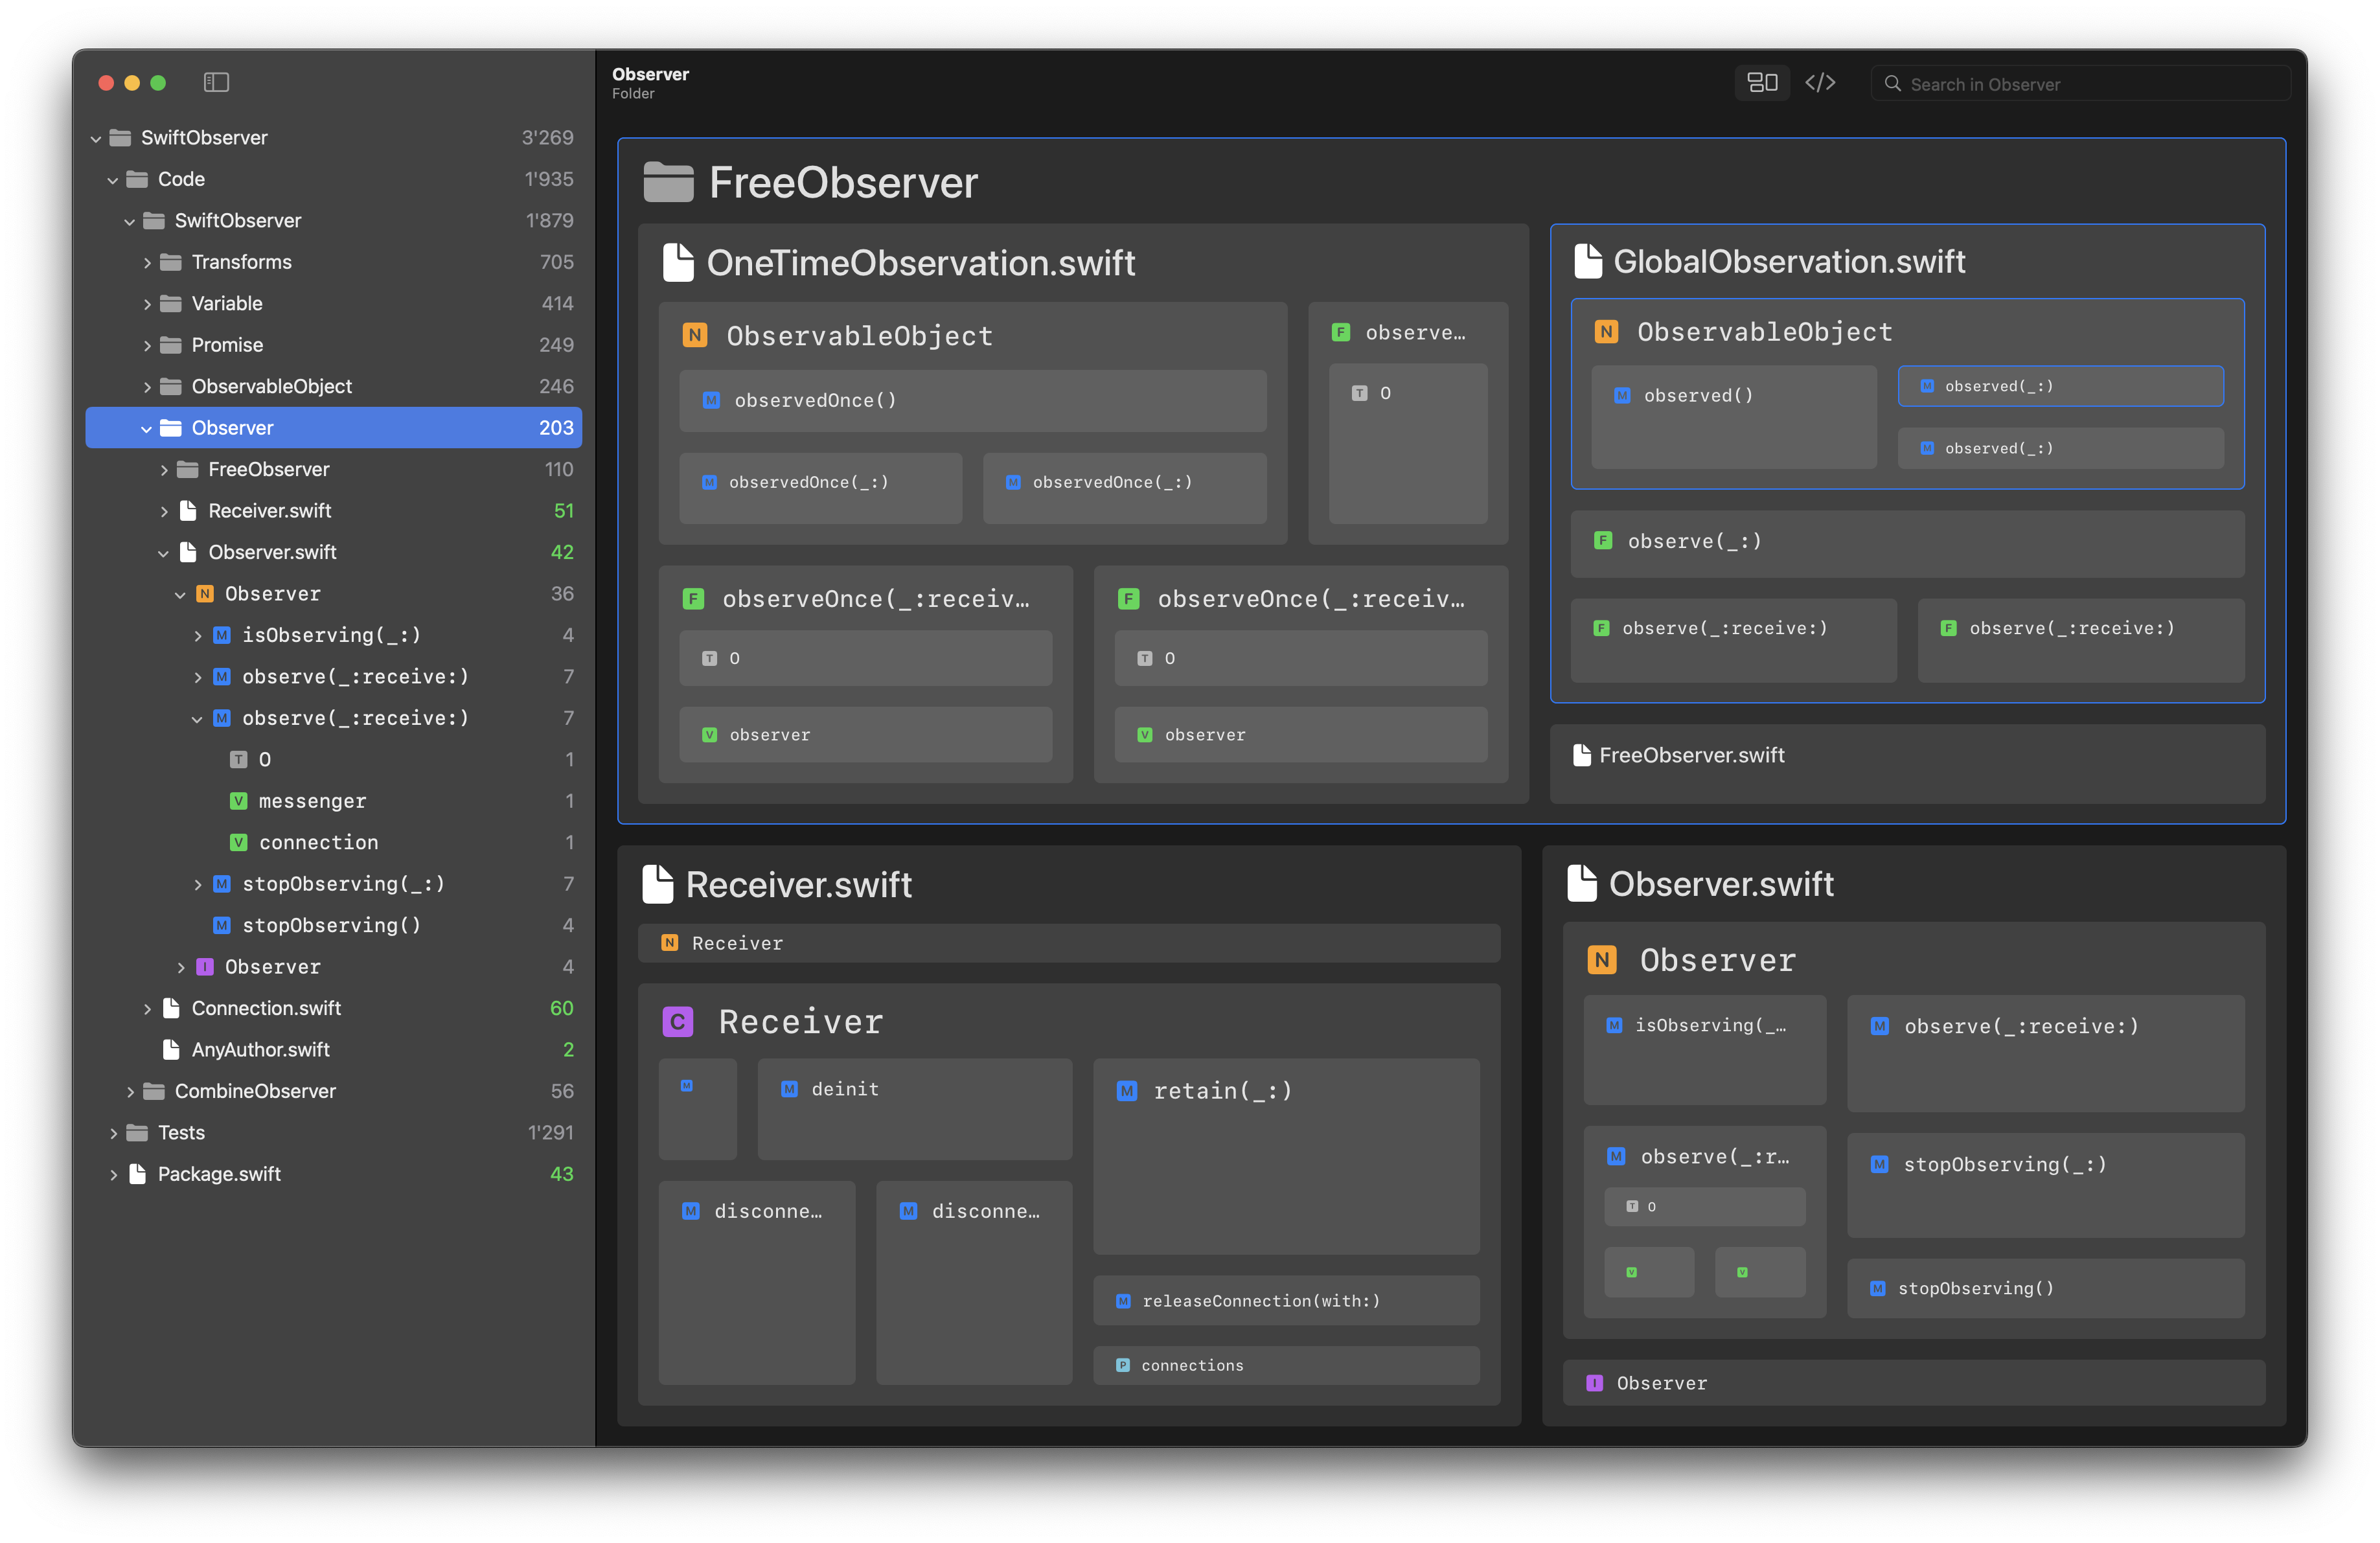 SwiftObserver 3'269
Code 1'935
SwiftObserver 1'879
Transforms 705
Variable 414
Promise 249
ObservableObject 246
Observer 203
FreeObserver 110
Receiver.swift 51
Observer.swift 42
N Observer 36
M isObserving(_:) 4
M observe(_:receive:) 7
M observe(_:receive:) 7
T O 1
V messenger 1
V connection 1
M stopObserving(_:) 7
M stopObserving() 4
I Observer 4
Connection.swift 60
AnyAuthor.swift 2
CombineObserver 56
Tests 1'291
Package.swift 43
Observer
Folder
</> Search in Observer
FreeObserver
OneTimeObservation.swift
N ObservableObject
M observedOnce()
M observedOnce(_:)
M observedOnce(_:)
F observe…
T O
F observeOnce(_:receiv…
T O
V observer
F observeOnce(_:receiv…
T O
V observer
GlobalObservation.swift
N ObservableObject
M observed()
M observed(_:)
M observed(_:)
F observe(_:)
F observe(_:receive:)
F observe(_:receive:)
FreeObserver.swift
Receiver.swift
N Receiver
C Receiver
M
M deinit
M disconne…
M disconne…
M retain(_:)
M releaseConnection(with:)
P connections
Observer.swift
N Observer
M isObserving(_…
M observe(_:r…
T O
V
V
M observe(_:receive:)
M stopObserving(_:)
M stopObserving()
I Observer